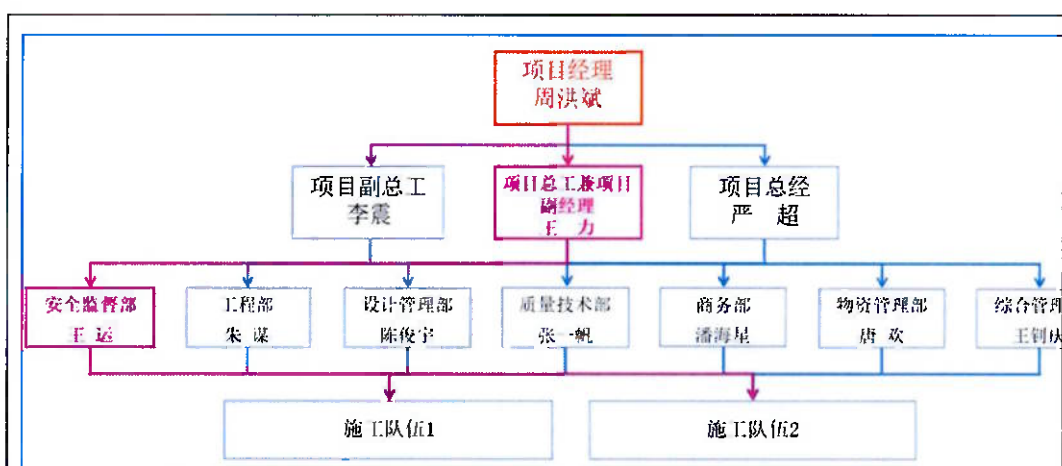 项目经理
周洪斌
项目副总工
李震
项目总工兼项目
副经理
王 力
项目总经
严 超
安全监督部
王 运
工程部
朱 谋
设计管理部
陈俊宇
质量技术部
张一帆
商务部
潘海星
物资管理部
唐 欢
综合管理
王钊庆
施工队伍1
施工队伍2